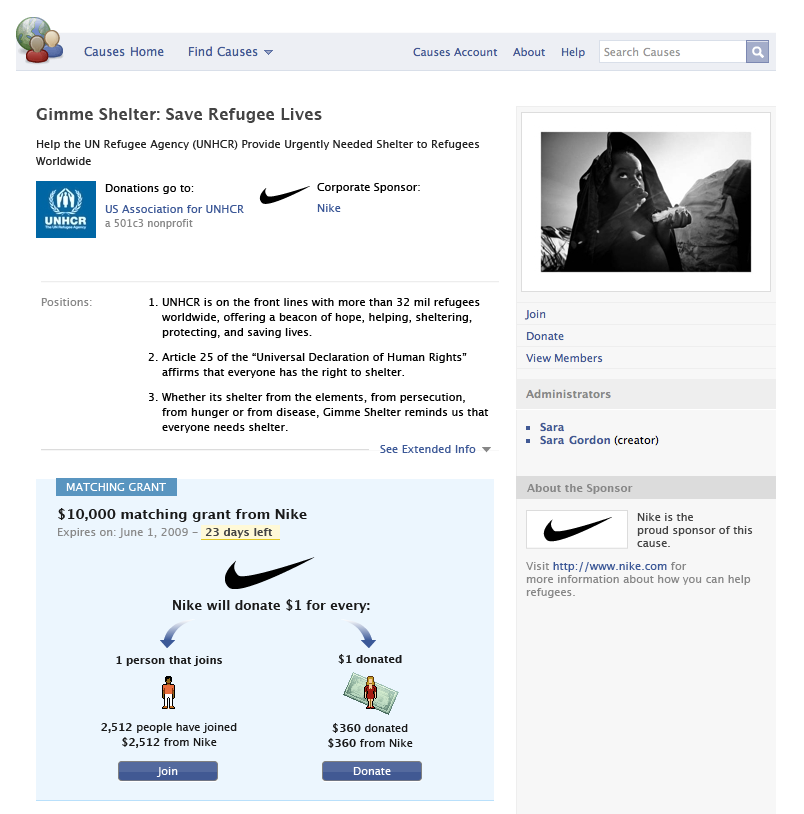 Causes Home
Find Causes
Causes Account
About
Help
Search Causes
Gimme Shelter: Save Refugee Lives
Help the UN Refugee Agency (UNHCR) Provide Urgently Needed Shelter to Refugees
Worldwide
UNHCR
The UN Refugee Agency
Donations go to:
US Association for UNHCR
a 501c3 nonprofit
Corporate Sponsor:
Nike
Positions:
1. UNHCR is on the front lines with more than 32 mil refugees
worldwide, offering a beacon of hope, helping, sheltering,
protecting, and saving lives.
2. Article 25 of the “Universal Declaration of Human Rights”
affirms that everyone has the right to shelter.
3. Whether its shelter from the elements, from persecution,
from hunger or from disease, Gimme Shelter reminds us that
everyone needs shelter.
See Extended Info
MATCHING GRANT
$10,000 matching grant from Nike
Expires on: June 1, 2009 – 23 days left
Nike will donate $1 for every:
1 person that joins
2,512 people have joined
$2,512 from Nike
Join
$1 donated
$360 donated
$360 from Nike
Donate
Join
Donate
View Members
Administrators
Sara
Sara Gordon (creator)
About the Sponsor
Nike is the
proud sponsor of this
cause.
Visit http://www.nike.com for
more information about how you can help
refugees.